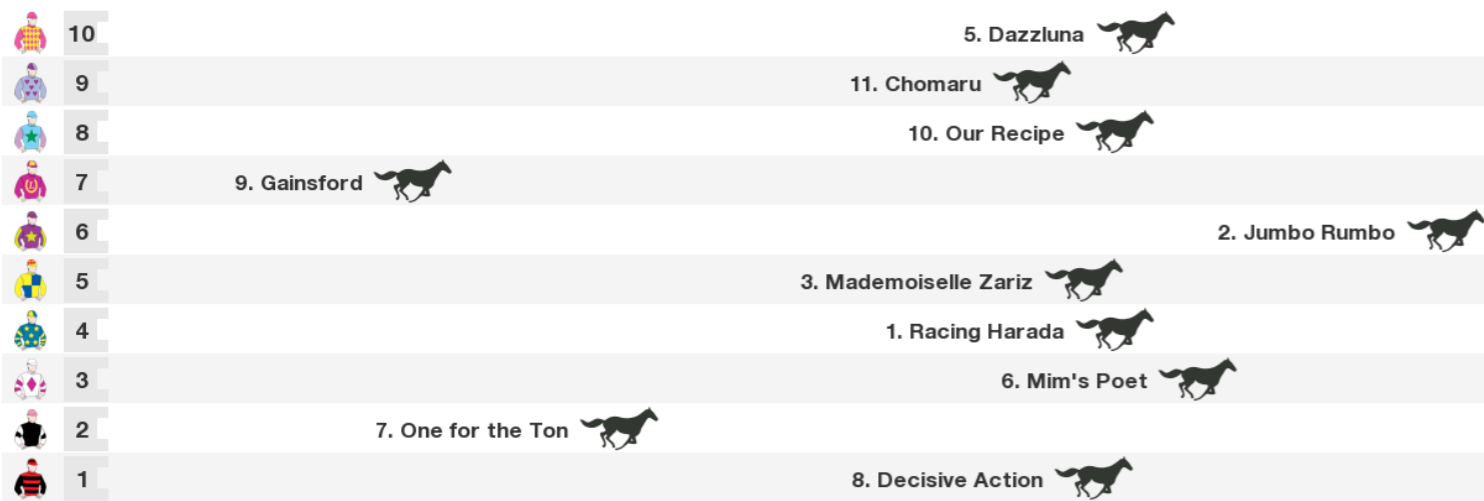 10 5. Dazzluna
9 11. Chomaru
8 10. Our Recipe
7 9. Gainsford
6 2. Jumbo Rumbo
5 3. Mademoiselle Zariz
4 1. Racing Harada
3 6. Mim's Poet
2 7. One for the Ton
1 8. Decisive Action